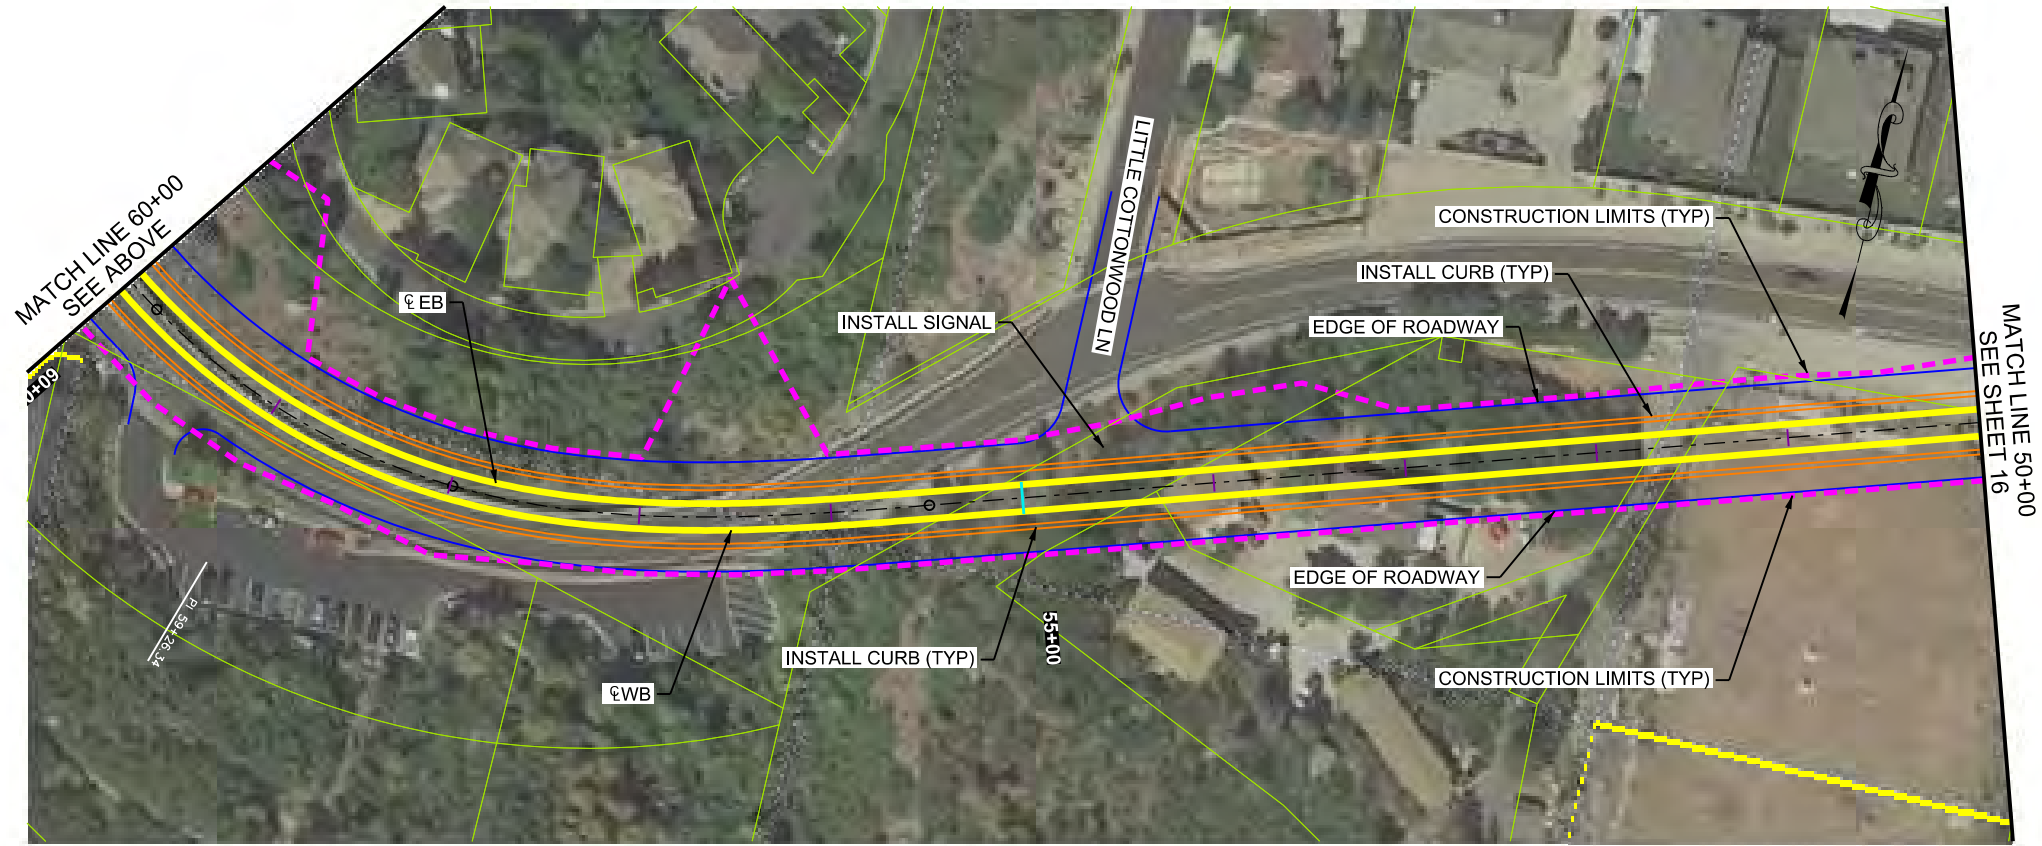 MATCH LINE 60+00
SEE ABOVE
℄ EB
INSTALL SIGNAL
LITTLE COTTONWOOD LN
CONSTRUCTION LIMITS (TYP)
INSTALL CURB (TYP)
EDGE OF ROADWAY
MATCH LINE 50+00
SEE SHEET 16
PI 59+26.34
℄ WB
INSTALL CURB (TYP)
55+00
EDGE OF ROADWAY
CONSTRUCTION LIMITS (TYP)